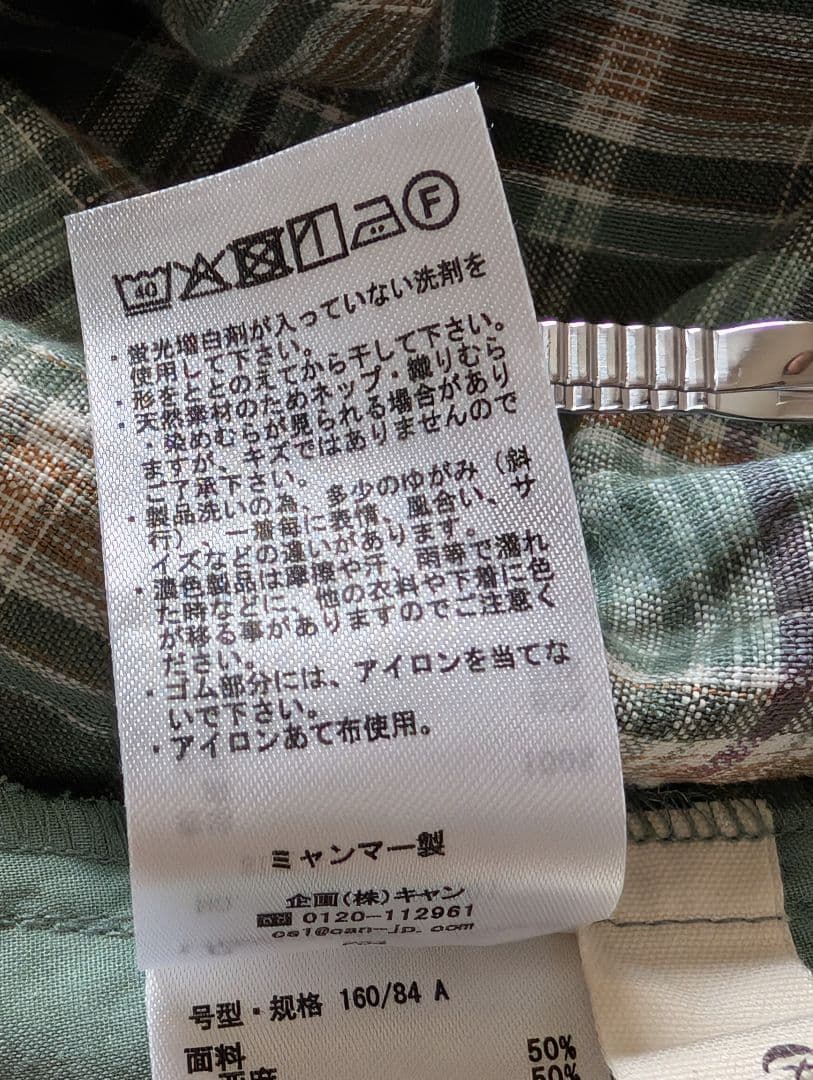 40
F
・蛍光増白剤が入っていない洗剤を
使用して下さい。
・形をととのえてから干して下さい。
・天然素材のためネップ・織りむら
・染めむらが見られる場合があり
ますが、キズではありませんので
ご了承下さい。
・製品洗いの為、多少のゆがみ（斜
行）、一着毎に表情、風合い、サ
イズなどの違いがあります。
・濃色製品は摩擦や汗、雨等で濡れ
た時などに、他の衣料や下着に色
が移る事がありますのでご注意く
ださい。
・ゴム部分には、アイロンを当てな
いで下さい。
・アイロンあて布使用。
ミャンマー製
企画(株)キャン
0120-112961
cs1@can-jp.com
号型・规格 160/84 A
面料 50%
亚麻 50%